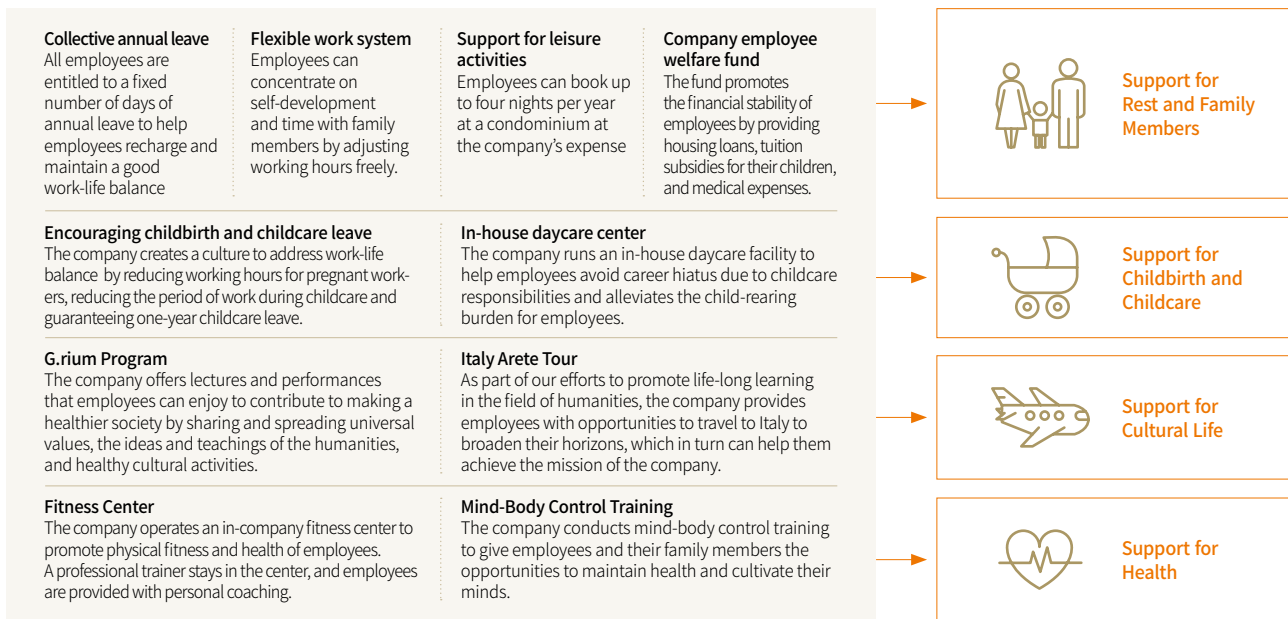 Collective annual leave
All employees are
entitled to a fixed
number of days of
annual leave to help
employees recharge and
maintain a good
work-life balance
Flexible work system
Employees can
concentrate on
self-development
and time with family
members by adjusting
working hours freely.
Support for leisure
activities
Employees can book up
to four nights per year
at a condominium at
the company's expense
Company employee
welfare fund
The fund promotes
the financial stability of
employees by providing
housing loans, tuition
subsidies for their children,
and medical expenses.
Support for
Rest and Family
Members
Encouraging childbirth and childcare leave
The company creates a culture to address work-life
balance by reducing working hours for pregnant work-
ers, reducing the period of work during childcare and
guaranteeing one-year childcare leave.
In-house daycare center
The company runs an in-house daycare facility to
help employees avoid career hiatus due to childcare
responsibilities and alleviates the child-rearing
burden for employees.
Support for
Childbirth and
Childcare
G.rium Program
The company offers lectures and performances
that employees can enjoy to contribute to making a
healthier society by sharing and spreading universal
values, the ideas and teachings of the humanities,
and healthy cultural activities.
Italy Arete Tour
As part of our efforts to promote life-long learning
in the field of humanities, the company provides
employees with opportunities to travel to Italy to
broaden their horizons, which in turn can help them
achieve the mission of the company.
Support for
Cultural Life
Fitness Center
The company operates an in-company fitness center to
promote physical fitness and health of employees.
A professional trainer stays in the center, and employees
are provided with personal coaching.
Mind-Body Control Training
The company conducts mind-body control training
to give employees and their family members the
opportunities to maintain health and cultivate their
minds.
Support for
Health